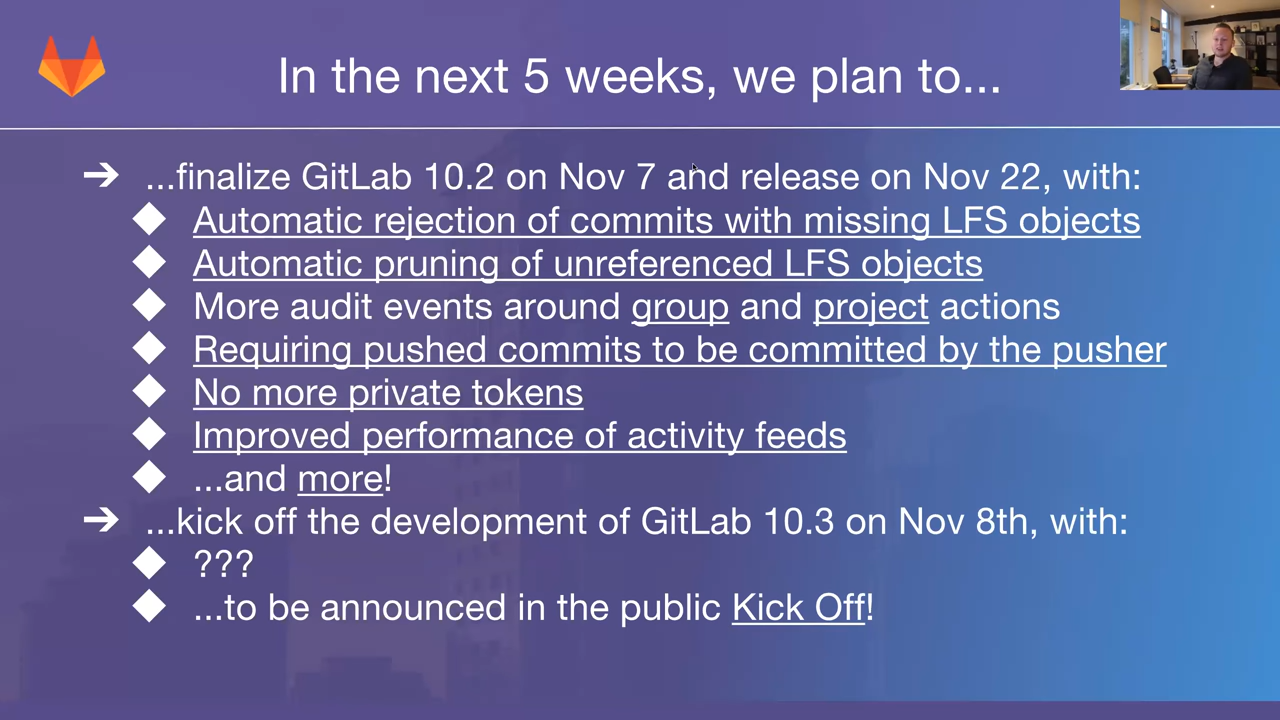 In the next 5 weeks, we plan to...
➔ ...finalize GitLab 10.2 on Nov 7 and release on Nov 22, with:
◆ Automatic rejection of commits with missing LFS objects
◆ Automatic pruning of unreferenced LFS objects
◆ More audit events around group and project actions
◆ Requiring pushed commits to be committed by the pusher
◆ No more private tokens
◆ Improved performance of activity feeds
◆ ...and more!
➔ ...kick off the development of GitLab 10.3 on Nov 8th, with:
◆ ???
◆ ...to be announced in the public Kick Off!